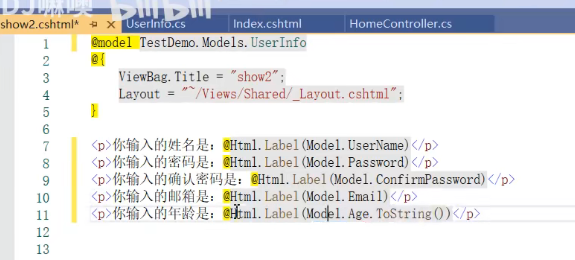 show2.cshtml*
UserInfo.cs
Index.cshtml
HomeController.cs
1 @model TestDemo.Models.UserInfo
2 @{
3 ViewBag.Title = "show2";
4 Layout = "~/Views/Shared/_Layout.cshtml";
5 }
6
7 <p>你输入的姓名是：@Html.Label(Model.UserName)</p>
8 <p>你输入的密码是：@Html.Label(Model.Password)</p>
9 <p>你输入的确认密码是：@Html.Label(Model.ConfirmPassword)</p>
10 <p>你输入的邮箱是：@Html.Label(Model.Email)</p>
11 <p>你输入的年龄是：@Html.Label(Model.Age.ToString())</p>
12
13